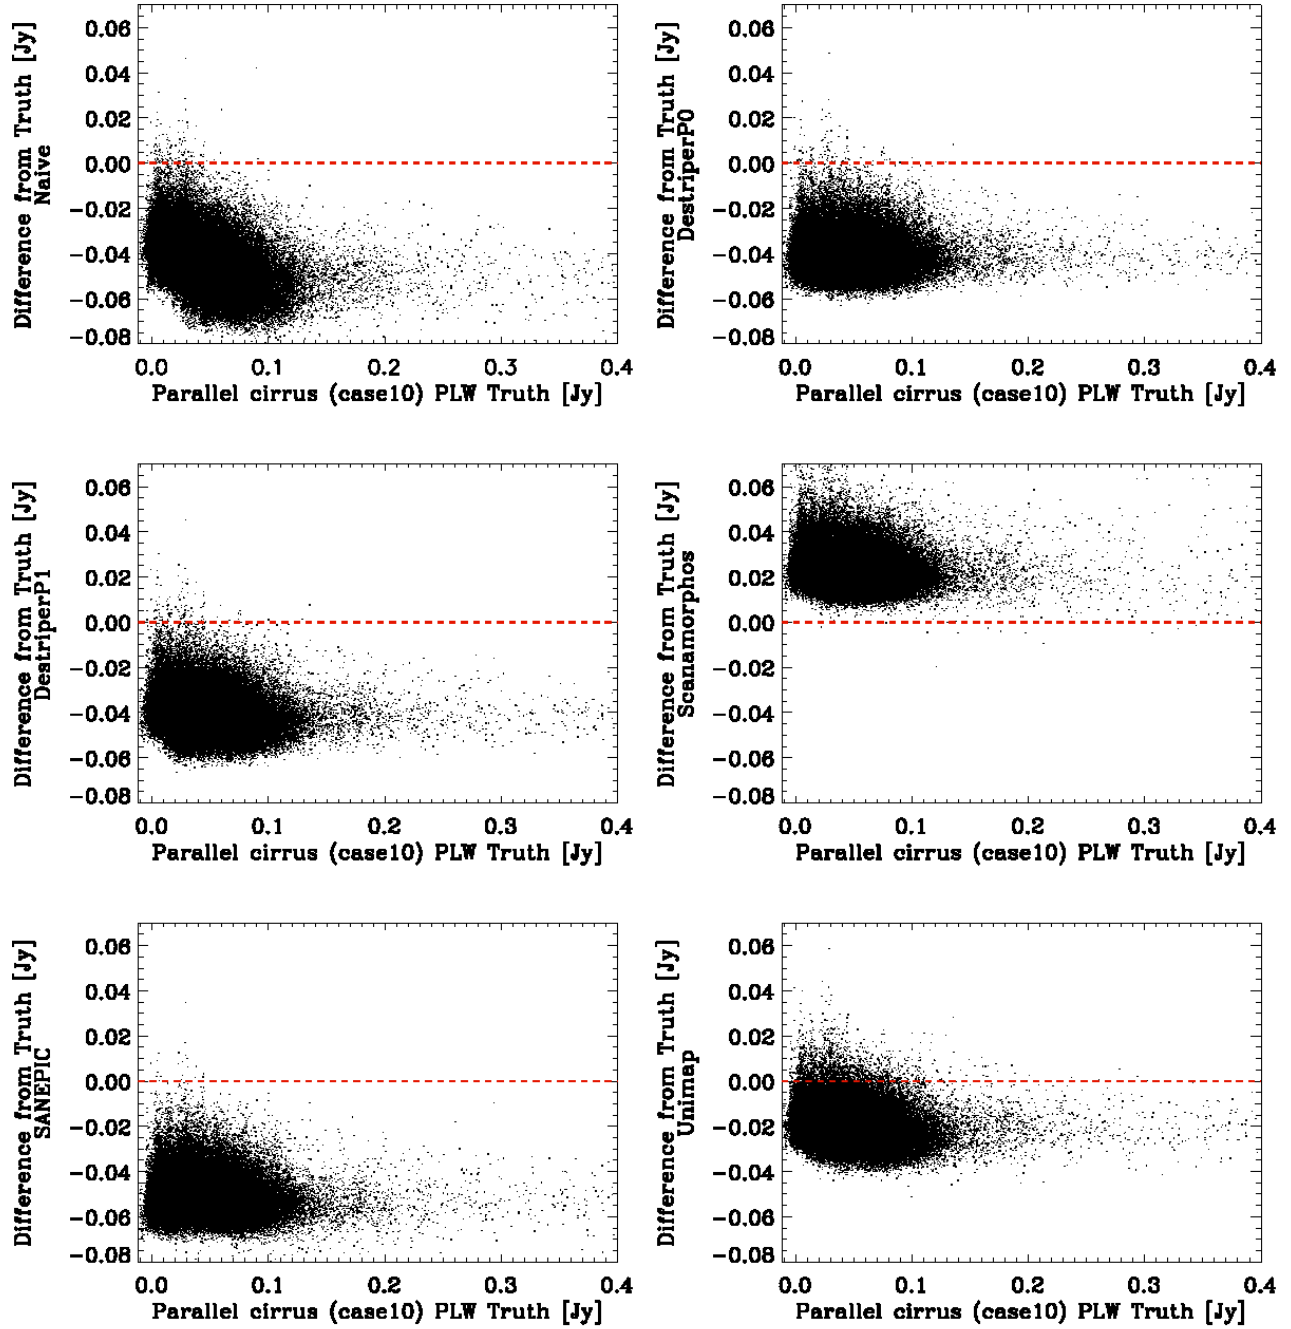 Difference from Truth [Jy]
Naive
0.06
0.04
0.02
0.00
-0.02
-0.04
-0.06
-0.08
0.0 0.1 0.2 0.3 0.4
Parallel cirrus (case10) PLW Truth [Jy]
Difference from Truth [Jy]
DestriperP0
0.06
0.04
0.02
0.00
-0.02
-0.04
-0.06
-0.08
0.0 0.1 0.2 0.3 0.4
Parallel cirrus (case10) PLW Truth [Jy]
Difference from Truth [Jy]
DestriperP1
0.06
0.04
0.02
0.00
-0.02
-0.04
-0.06
-0.08
0.0 0.1 0.2 0.3 0.4
Parallel cirrus (case10) PLW Truth [Jy]
Difference from Truth [Jy]
Scanamorphos
0.06
0.04
0.02
0.00
-0.02
-0.04
-0.06
-0.08
0.0 0.1 0.2 0.3 0.4
Parallel cirrus (case10) PLW Truth [Jy]
Difference from Truth [Jy]
SANEPIC
0.06
0.04
0.02
0.00
-0.02
-0.04
-0.06
-0.08
0.0 0.1 0.2 0.3 0.4
Parallel cirrus (case10) PLW Truth [Jy]
Difference from Truth [Jy]
Unimap
0.06
0.04
0.02
0.00
-0.02
-0.04
-0.06
-0.08
0.0 0.1 0.2 0.3 0.4
Parallel cirrus (case10) PLW Truth [Jy]